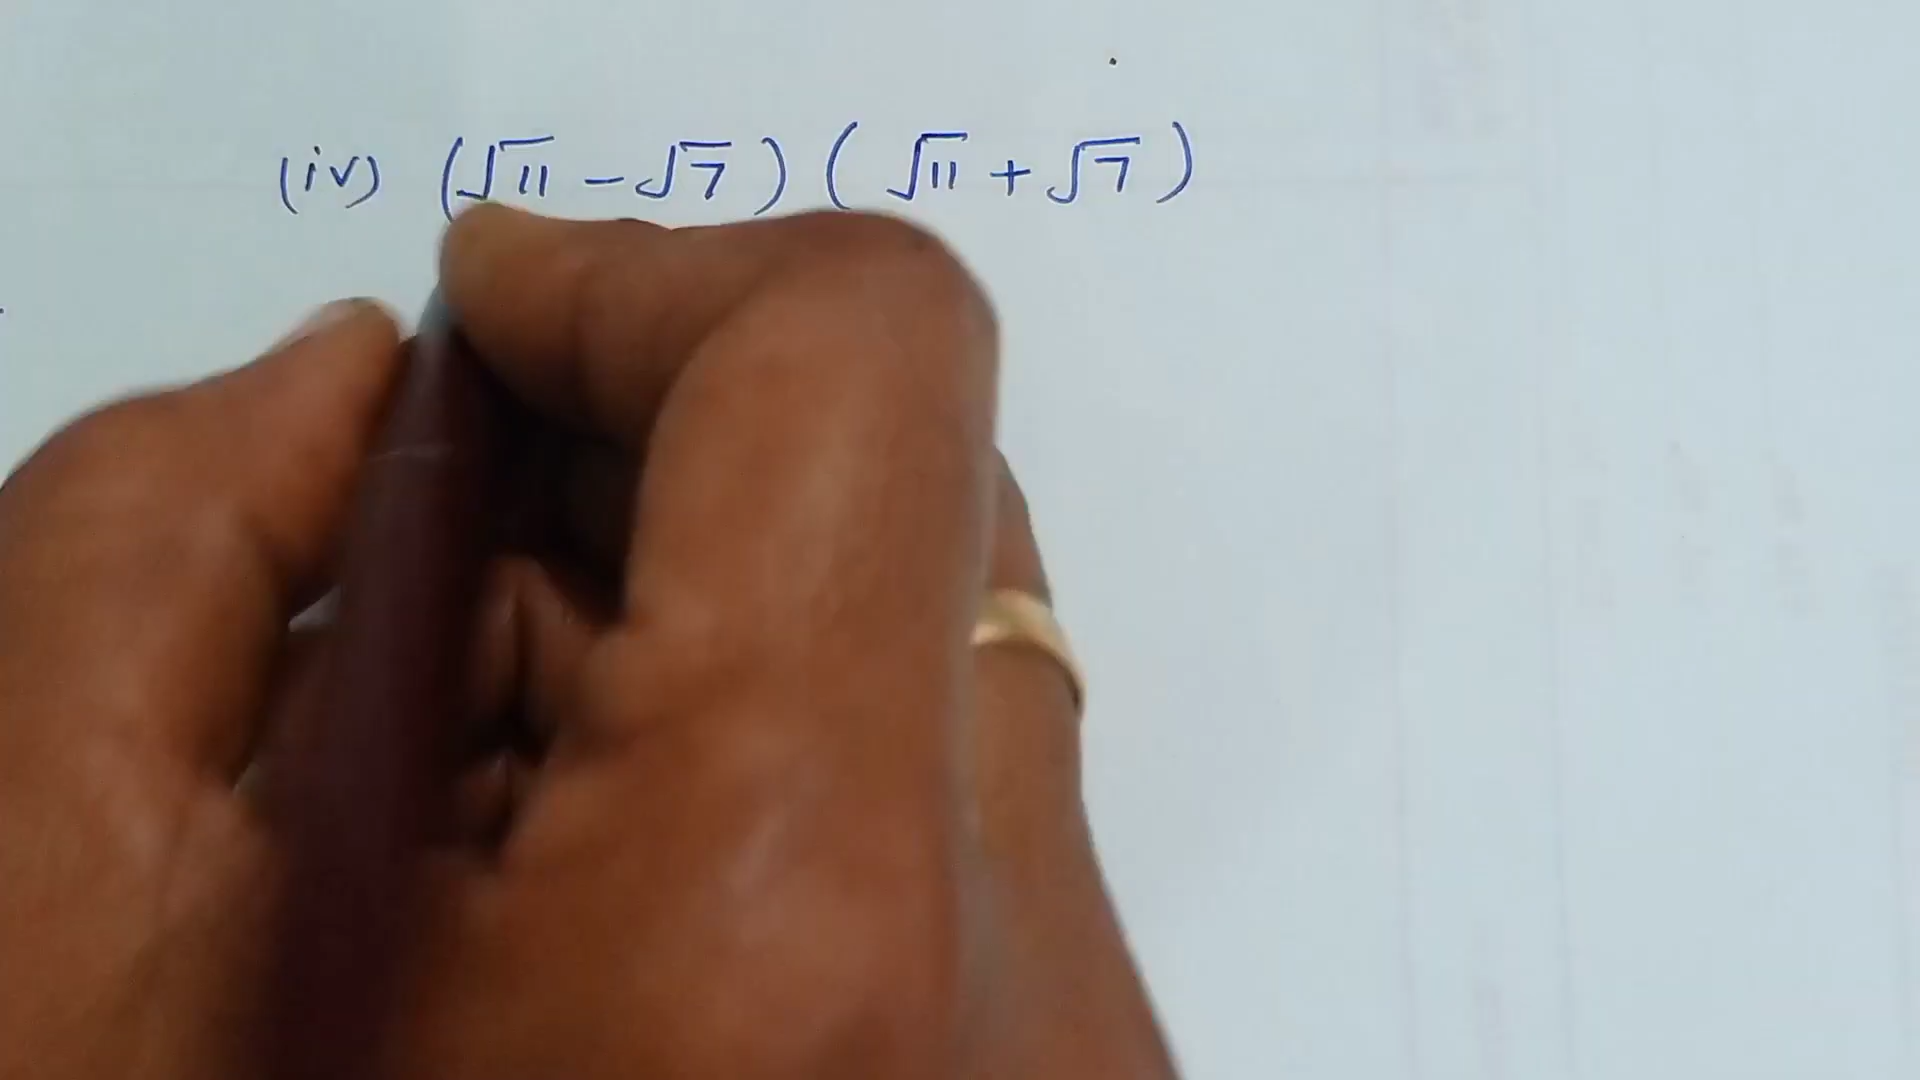 (iv) (√11 - √7) (√11 + √7)